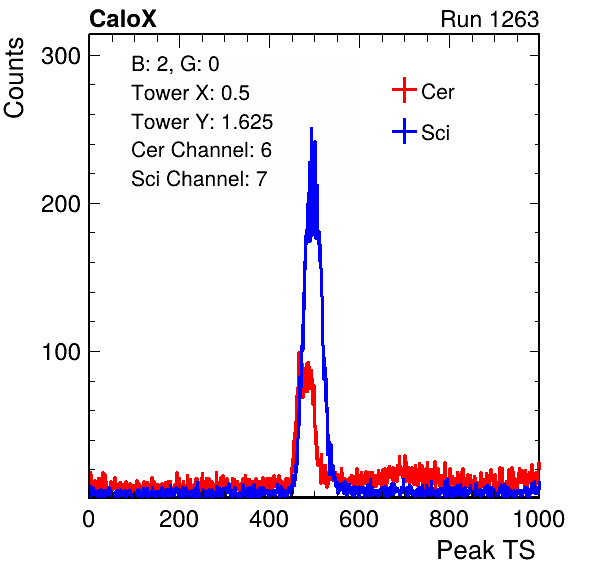 CaloX Run 1263
Counts
B: 2, G: 0
Tower X: 0.5
Tower Y: 1.625
Cer Channel: 6
Sci Channel: 7
Cer
Sci
300
200
100
0 200 400 600 800 1000
Peak TS